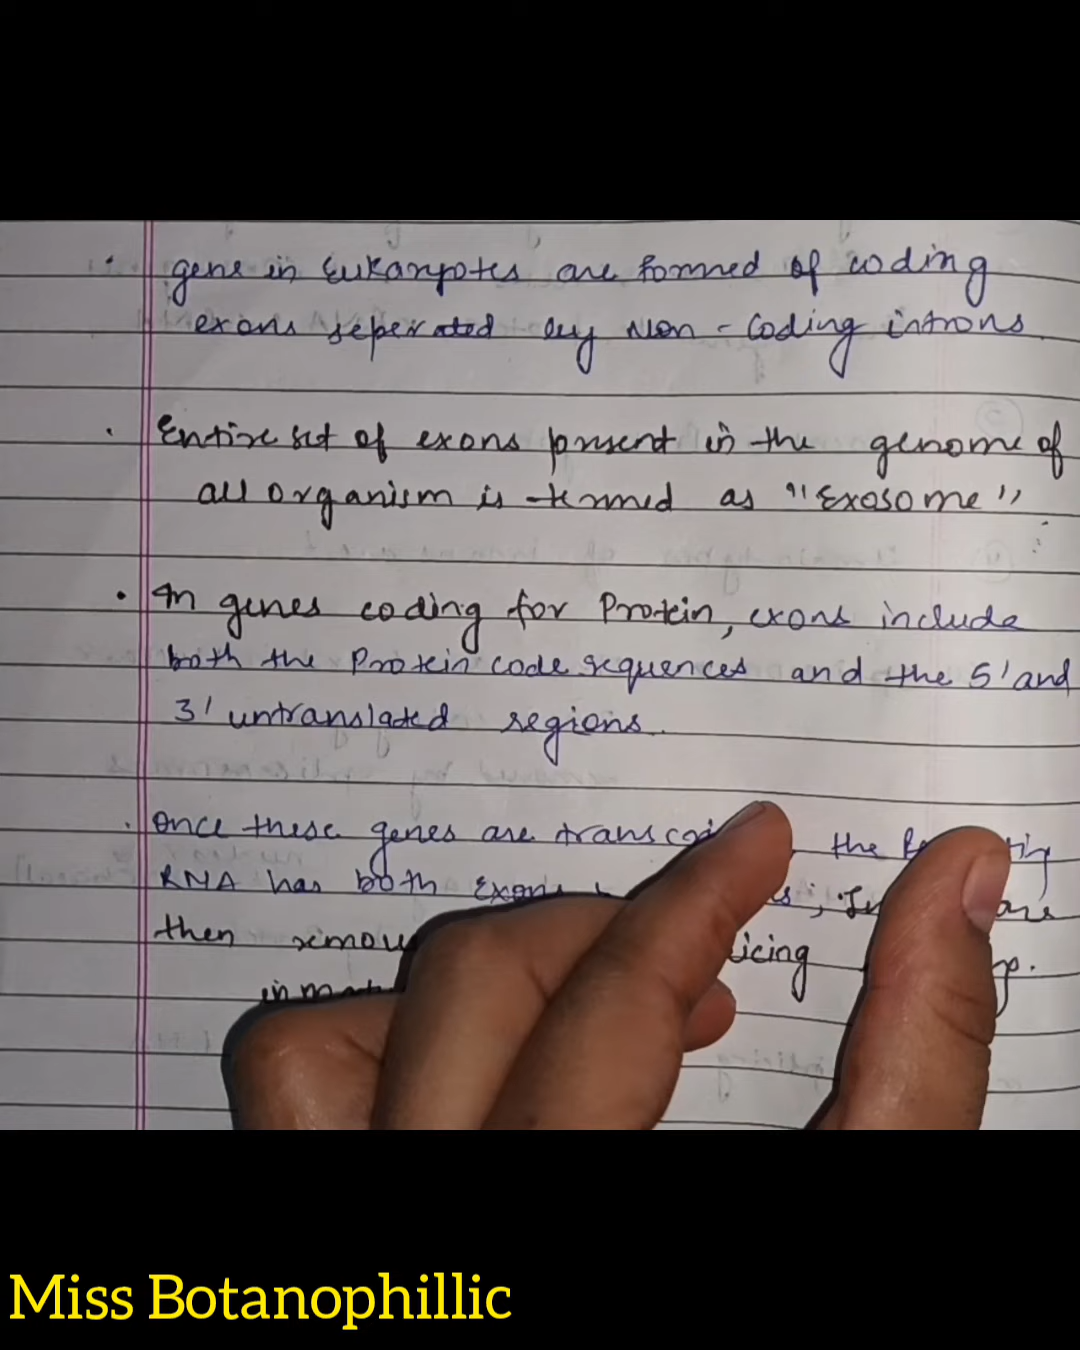 gene in Eukaryotes are formed of coding
exons seperated by Non - Coding introns
Entire set of exons present in the genome of
all organism is termed as "Exosome"
In genes coding for Protein, exons include
both the Protein code sequences and the 5' and
3' untranslated regions.
Once these genes are the
RNA has both are
then
in
Miss Botanophillic